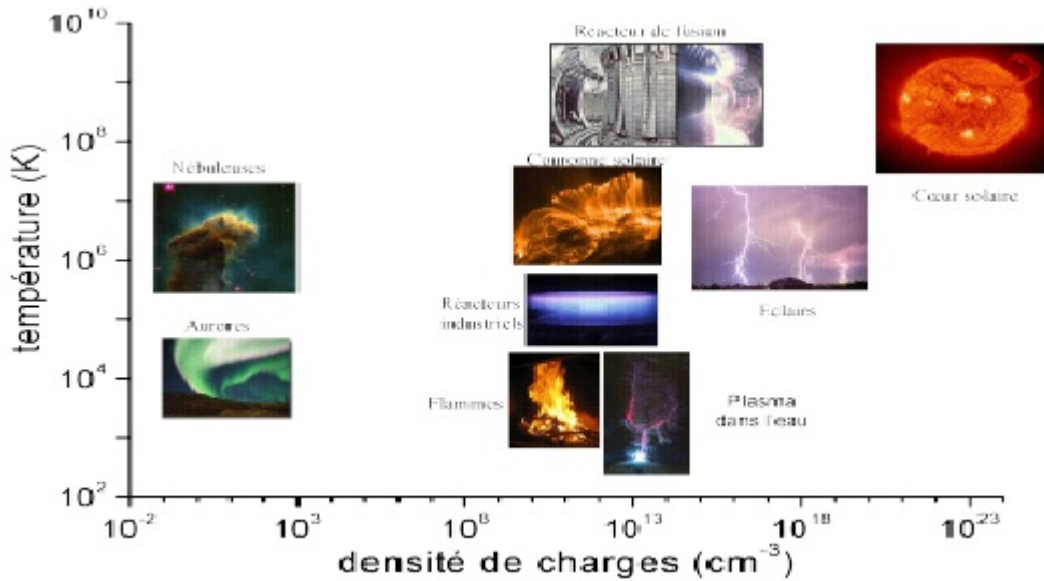 10^10
Réacteur de fusion
10^8
Couronne solaire
Nébuleuses
Cœur solaire
température (K)
10^6
Réacteurs
industriels
Eclairs
Aurores
10^4
Flammes
Plasma
dans l'eau
10^2
10^-2
10^3
10^8
10^13
10^18
10^23
densité de charges (cm^-3)